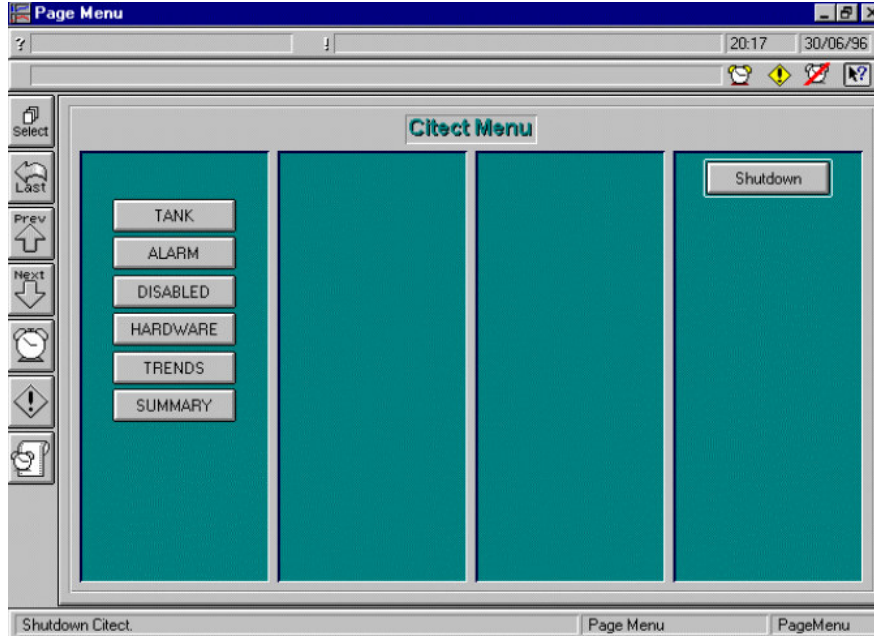 Page Menu
? ! 20:17 30/06/96
Select
Citect Menu
Last
Shutdown
Prev
TANK
ALARM
Next
DISABLED
HARDWARE
TRENDS
SUMMARY
Shutdown Citect. Page Menu PageMenu